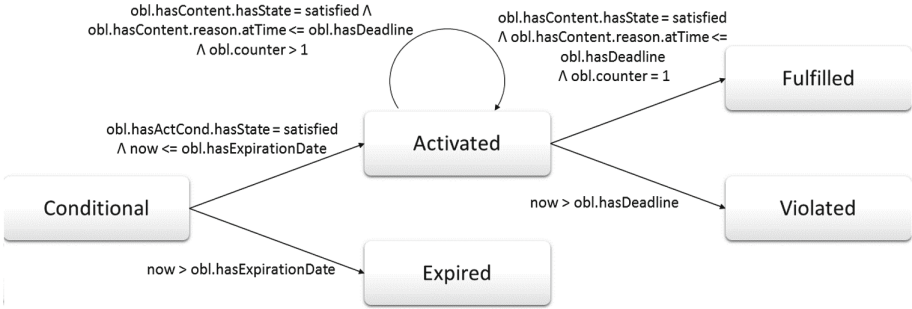 obl.hasContent.hasState = satisfied Λ
obl.hasContent.reason.atTime <= obl.hasDeadline
Λ obl.counter > 1
obl.hasContent.hasState = satisfied
Λ obl.hasContent.reason.atTime <=
obl.hasDeadline
Λ obl.counter = 1
Fulfilled
obl.hasActCond.hasState = satisfied
Λ now <= obl.hasExpirationDate
Activated
Conditional
now > obl.hasDeadline
Violated
now > obl.hasExpirationDate
Expired